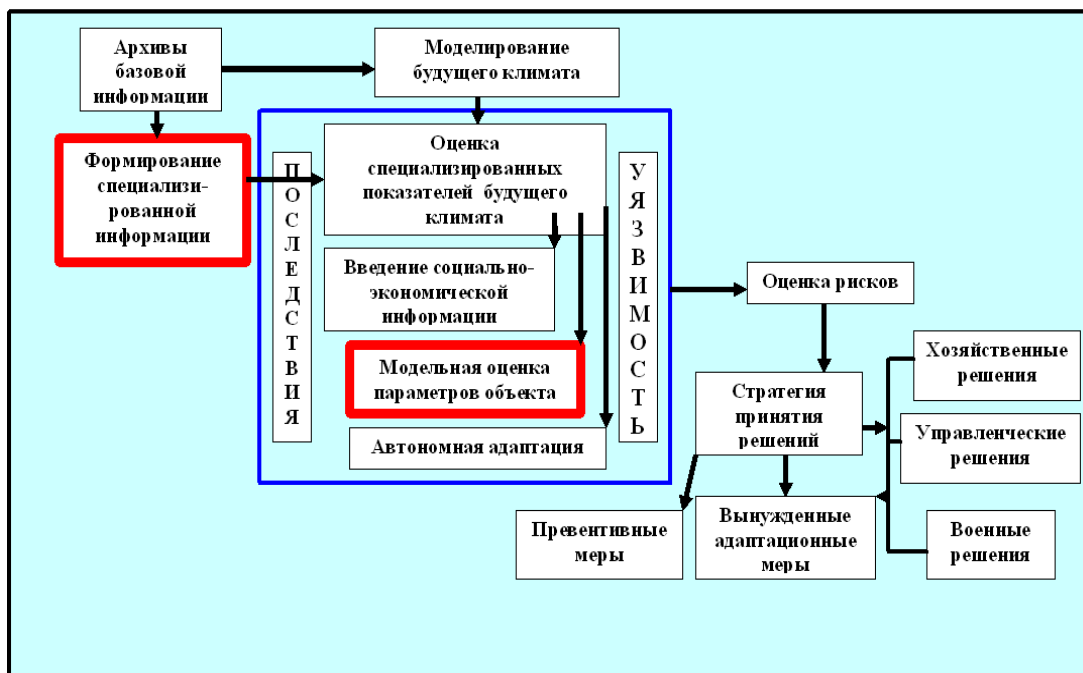 Архивы
базовой
информации
Моделирование
будущего климата
Формирование
специализи-
рованной
информации
ПОСЛЕДСТВИЯ
Оценка
специализированных
показателей будущего
климата
УЯЗВИМОСТЬ
Введение социально-
экономической
информации
Модельная оценка
параметров объекта
Автономная адаптация
Оценка рисков
Стратегия
принятия
решений
Хозяйственные
решения
Управленческие
решения
Военные
решения
Превентивные
меры
Вынужденные
адаптационные
меры